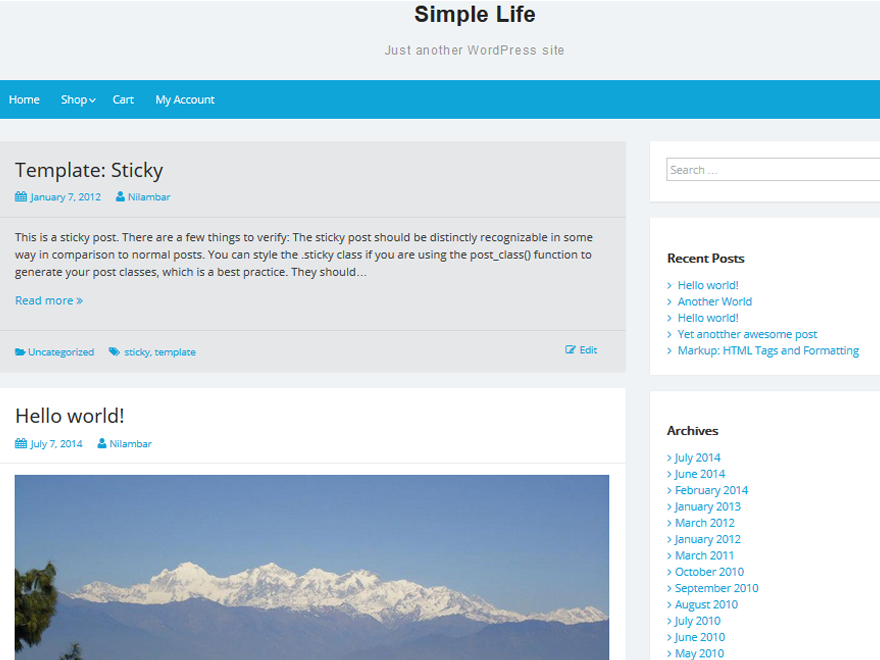 Simple Life
Just another WordPress site
Home Shop Cart My Account
Template: Sticky
January 7, 2012 Nilambar
This is a sticky post. There are a few things to verify: The sticky post should be distinctly recognizable in some
way in comparison to normal posts. You can style the .sticky class if you are using the post_class() function to
generate your post classes, which is a best practice. They should…
Read more »
Uncategorized sticky, template Edit
Hello world!
July 7, 2014 Nilambar
Search …
Recent Posts
Hello world!
Another World
Hello world!
Yet anotther awesome post
Markup: HTML Tags and Formatting
Archives
July 2014
June 2014
February 2014
January 2013
March 2012
January 2012
March 2011
October 2010
September 2010
August 2010
July 2010
June 2010
May 2010